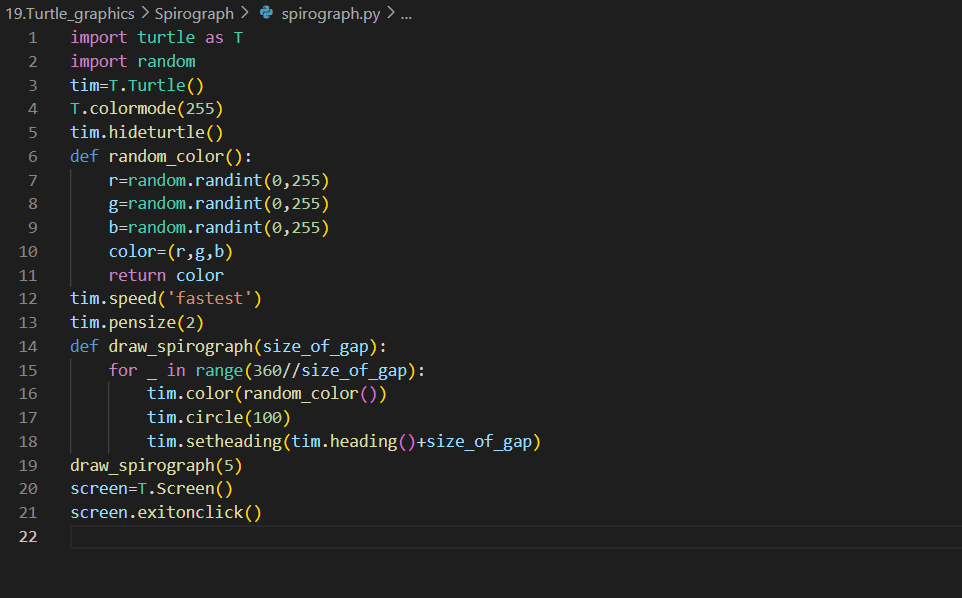 19.Turtle_graphics > Spirograph > spirograph.py > ...
1 import turtle as T
2 import random
3 tim=T.Turtle()
4 T.colormode(255)
5 tim.hideturtle()
6 def random_color():
7     r=random.randint(0,255)
8     g=random.randint(0,255)
9     b=random.randint(0,255)
10     color=(r,g,b)
11     return color
12 tim.speed('fastest')
13 tim.pensize(2)
14 def draw_spirograph(size_of_gap):
15     for _ in range(360//size_of_gap):
16         tim.color(random_color())
17         tim.circle(100)
18         tim.setheading(tim.heading()+size_of_gap)
19 draw_spirograph(5)
20 screen=T.Screen()
21 screen.exitonclick()
22